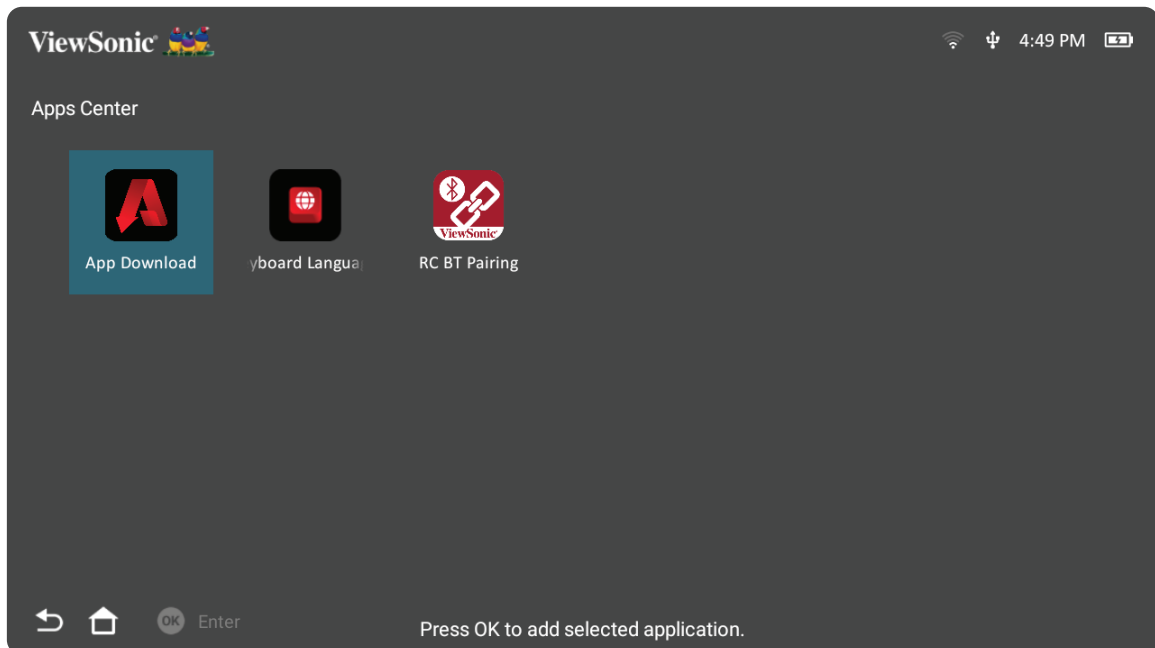 ViewSonic
4:49 PM
Apps Center
App Download
yboard Langua
RC BT Pairing
ViewSonic
OK Enter
Press OK to add selected application.